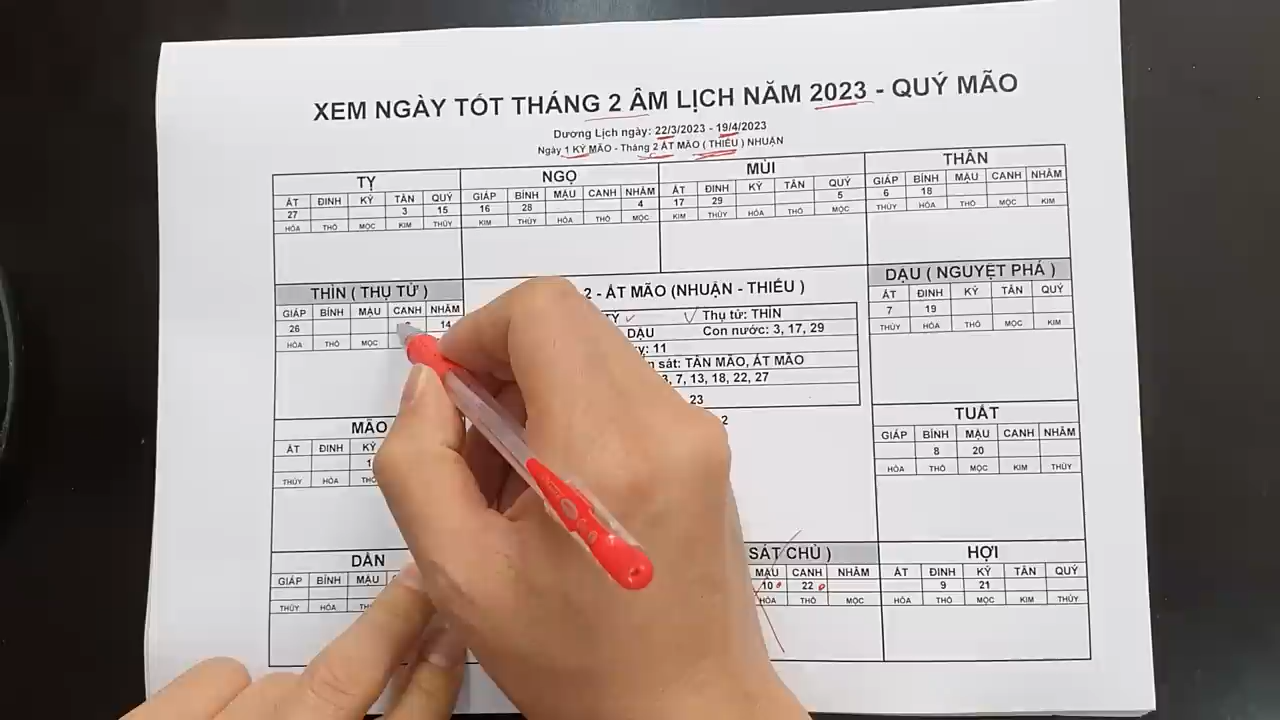 XEM NGÀY TỐT THÁNG 2 ÂM LỊCH NĂM 2023 - QUÝ MÃO
Dương Lịch ngày: 22/3/2023 - 19/4/2023
Ngày 1 KỶ MÃO - Tháng 2 ẤT MÃO ( THIẾU ) NHUẬN
TỴ
ẤT ĐINH KỶ TÂN QUÝ
27 3 15
HỎA THỔ MỘC KIM THỦY
NGỌ
GIÁP BÍNH MẬU CANH NHÂM
16 28 4
KIM THỦY HỎA THỔ MỘC
MÙI
ẤT ĐINH KỶ TÂN QUÝ
17 29 5
KIM THỦY HỎA THỔ MỘC
THÂN
GIÁP BÍNH MẬU CANH NHÂM
6 18
THỦY THỔ HỎA MỘC KIM
THÌN ( THỤ TỬ )
GIÁP BÍNH MẬU CANH NHÂM
26 14
HỎA THỔ MỘC
2 - ẤT MÃO (NHUẬN - THIẾU )
TỴ Thụ tử: THÌN
DẬU Con nước: 3, 17, 29
11
sát: TÂN MÃO, ẤT MÃO
7, 13, 18, 22, 27
23
2
DẬU ( NGUYỆT PHÁ )
ẤT ĐINH KỶ TÂN QUÝ
7 19
THỦY THỔ HỎA MỘC KIM
MÃO
ẤT ĐINH KỶ
THỦY HỎA
TUẤT
GIÁP BÍNH MẬU CANH NHÂM
8 20
HỎA THỔ MỘC KIM THỦY
DẦN
GIÁP BÍNH MẬU
THỦY HỎA
SÁT CHỦ )
MẬU CANH NHÂM
10 22
HỎA THỔ MỘC
HỢI
ẤT ĐINH KỶ TÂN QUÝ
9 21
HỎA THỔ MỘC KIM THỦY